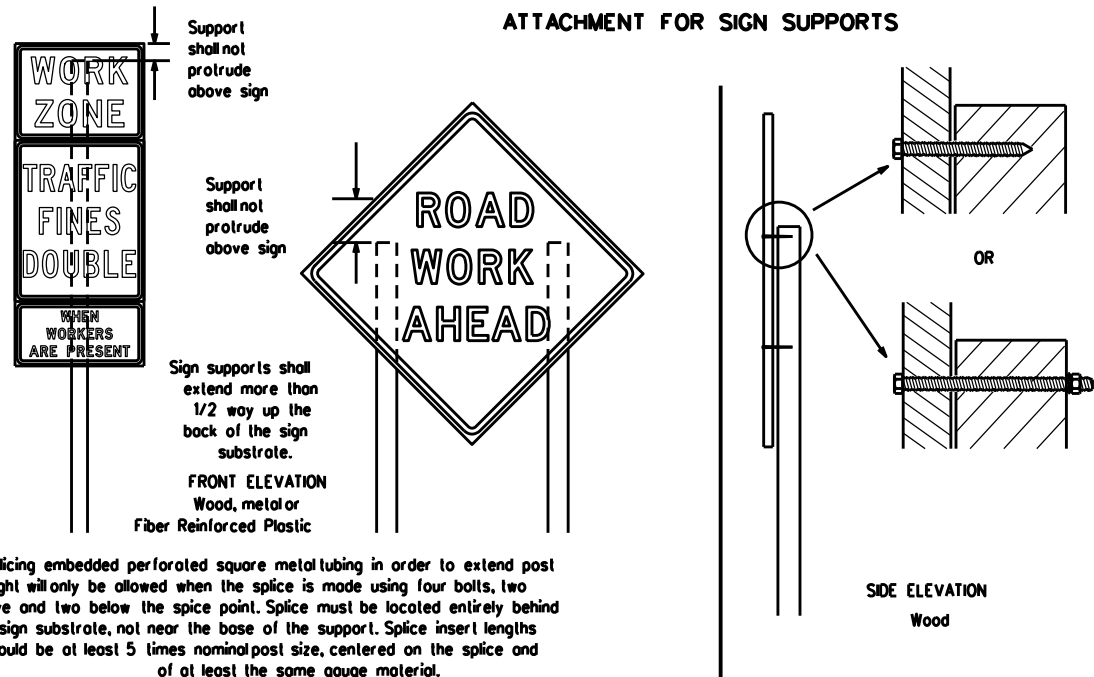 ATTACHMENT FOR SIGN SUPPORTS
Support
shall not
protrude
above sign
WORK
ZONE
TRAFFIC
FINES
DOUBLE
WHEN
WORKERS
ARE PRESENT
Support
shall not
protrude
above sign
ROAD
WORK
AHEAD
Sign supports shall
extend more than
1/2 way up the
back of the sign
substrate.
FRONT ELEVATION
Wood, metal or
Fiber Reinforced Plastic
OR
SIDE ELEVATION
Wood
embedded perforated square metal tubing in order to extend post
will only be allowed when the splice is made using four bolts, two
and two below the spice point. Splice must be located entirely behind
sign substrate, not near the base of the support. Splice insert lengths
be at least 5 times nominal post size, centered on the splice and
of at least the same gauge material.